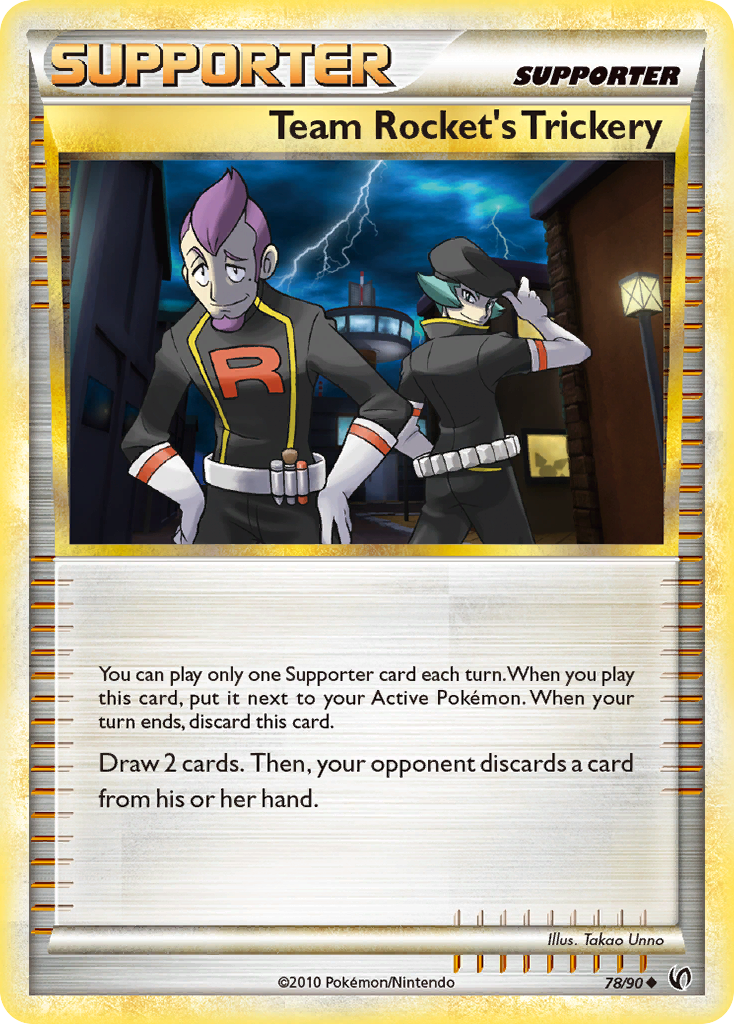 SUPPORTER
SUPPORTER
Team Rocket's Trickery
R
You can play only one Supporter card each turn. When you play
this card, put it next to your Active Pokémon. When your
turn ends, discard this card.
Draw 2 cards. Then, your opponent discards a card
from his or her hand.
Illus. Takao Unno
©2010 Pokémon/Nintendo
78/90